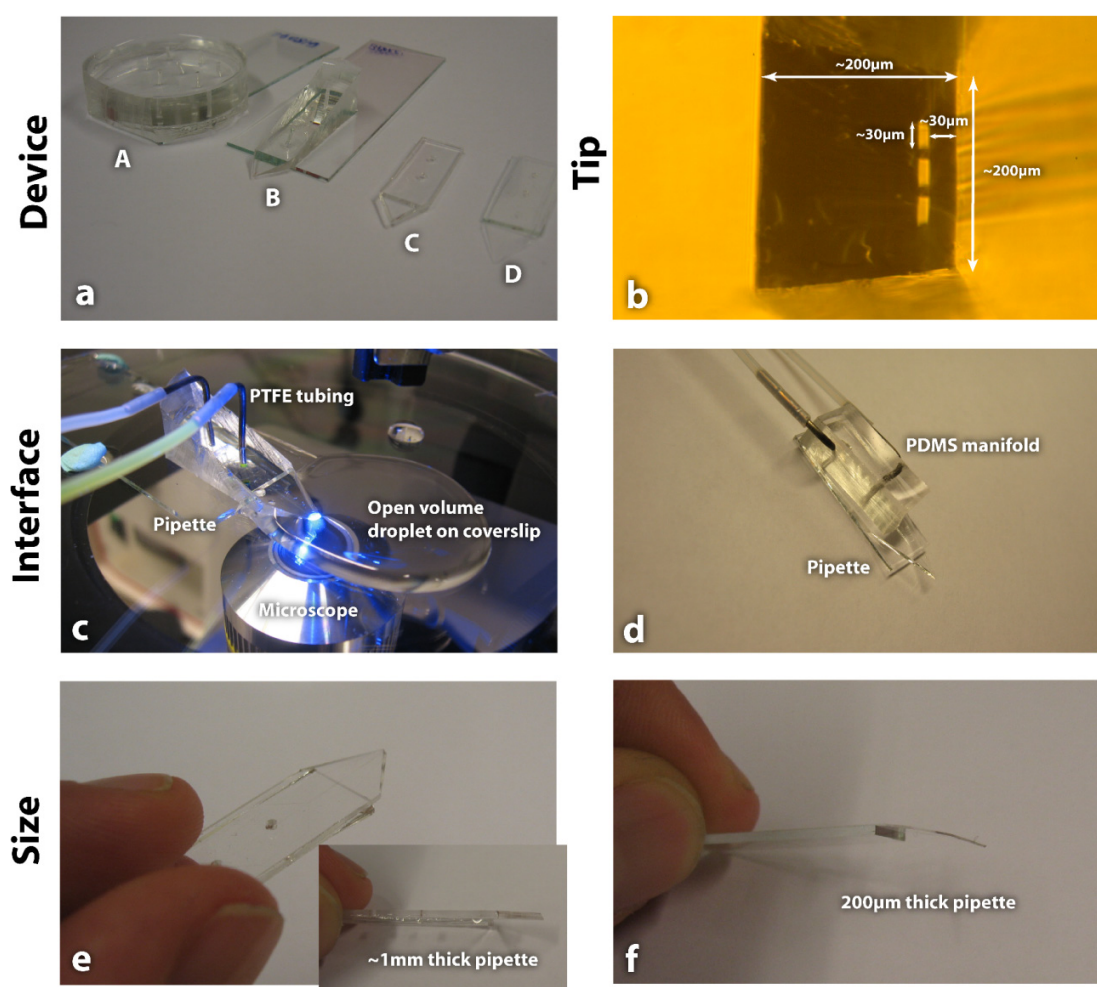 Device
A
B
C
D
a
Tip
~200µm
~30µm
~30µm
~200µm
b
Interface
PTFE tubing
Pipette
Open volume
droplet on coverslip
Microscope
c
PDMS manifold
Pipette
d
Size
~1mm thick pipette
e
200µm thick pipette
f